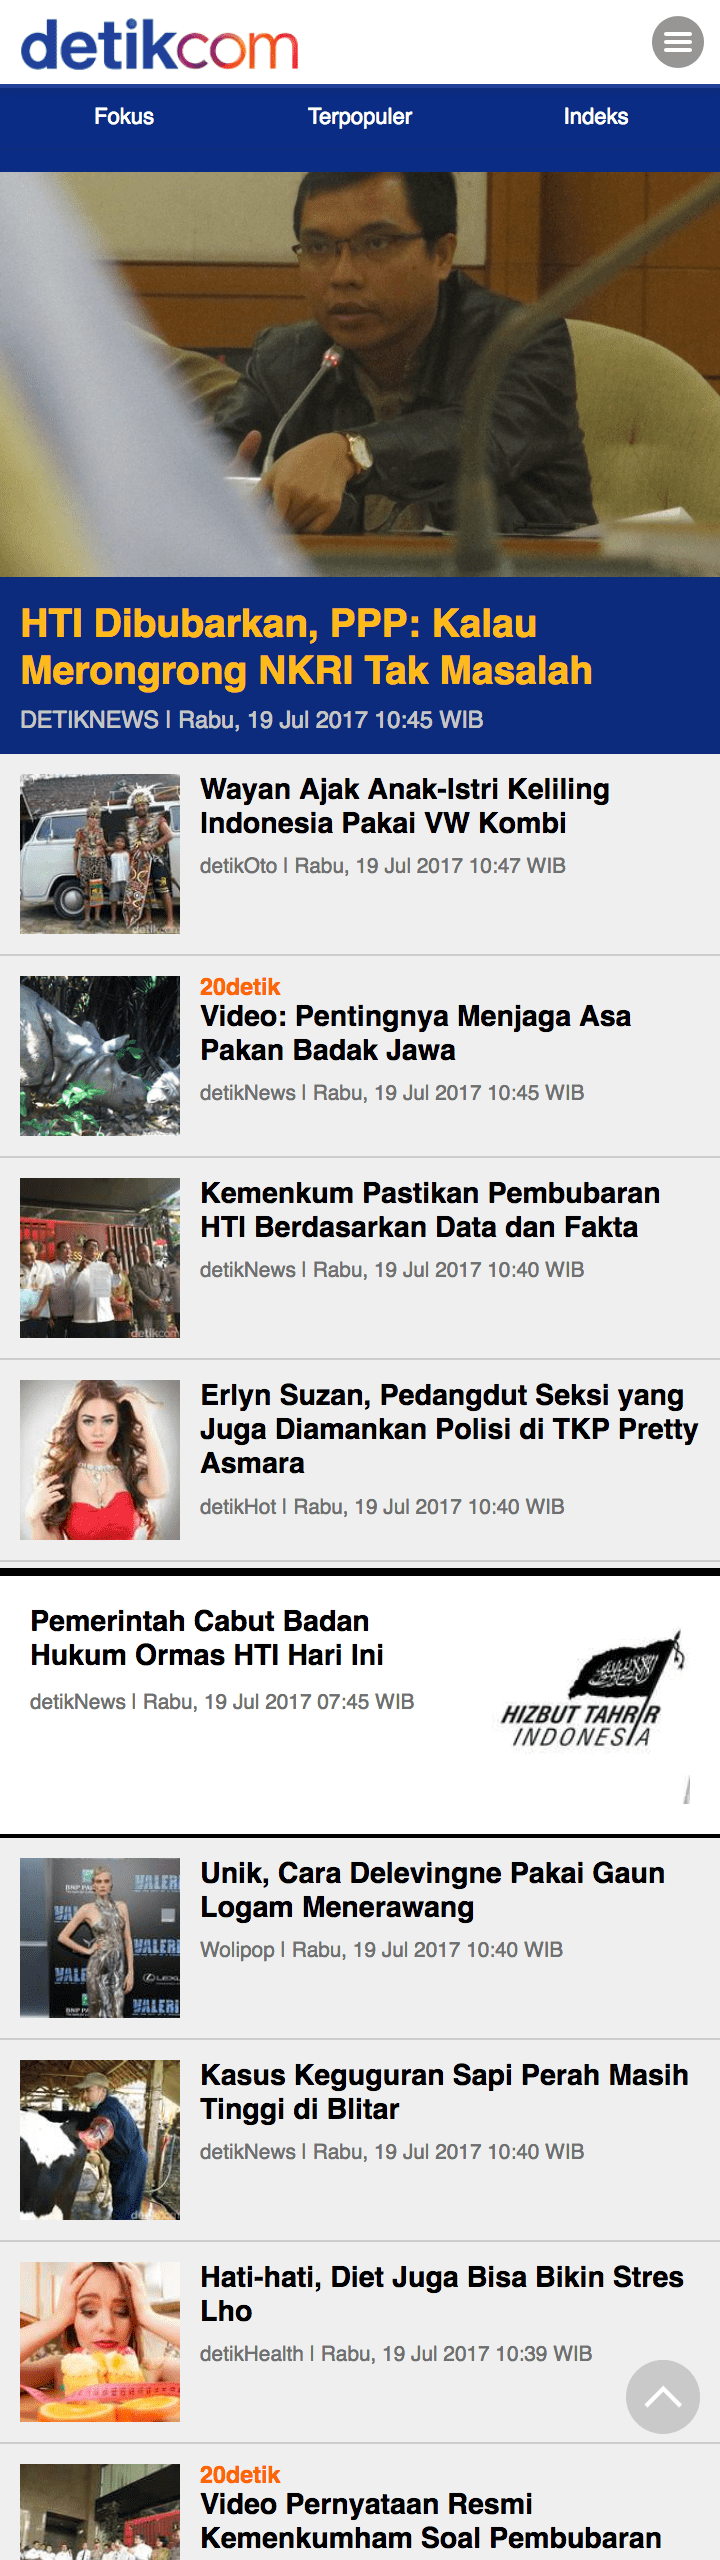 detikcom
Fokus
Terpopuler
Indeks
HTI Dibubarkan, PPP: Kalau
Merongrong NKRI Tak Masalah
DETIKNEWS | Rabu, 19 Jul 2017 10:45 WIB
Wayan Ajak Anak-Istri Keliling
Indonesia Pakai VW Kombi
detikOto | Rabu, 19 Jul 2017 10:47 WIB
detikcom
20detik
Video: Pentingnya Menjaga Asa
Pakan Badak Jawa
detikNews | Rabu, 19 Jul 2017 10:45 WIB
Kemenkum Pastikan Pembubaran
HTI Berdasarkan Data dan Fakta
detikNews | Rabu, 19 Jul 2017 10:40 WIB
detikcom
Erlyn Suzan, Pedangdut Seksi yang
Juga Diamankan Polisi di TKP Pretty
Asmara
detikHot | Rabu, 19 Jul 2017 10:40 WIB
Pemerintah Cabut Badan
Hukum Ormas HTI Hari Ini
detikNews | Rabu, 19 Jul 2017 07:45 WIB
HIZBUT TAHRIR
INDONESIA
Unik, Cara Delevingne Pakai Gaun
Logam Menerawang
Wolipop | Rabu, 19 Jul 2017 10:40 WIB
Kasus Keguguran Sapi Perah Masih
Tinggi di Blitar
detikNews | Rabu, 19 Jul 2017 10:40 WIB
Hati-hati, Diet Juga Bisa Bikin Stres
Lho
detikHealth | Rabu, 19 Jul 2017 10:39 WIB
20detik
Video Pernyataan Resmi
Kemenkumham Soal Pembubaran